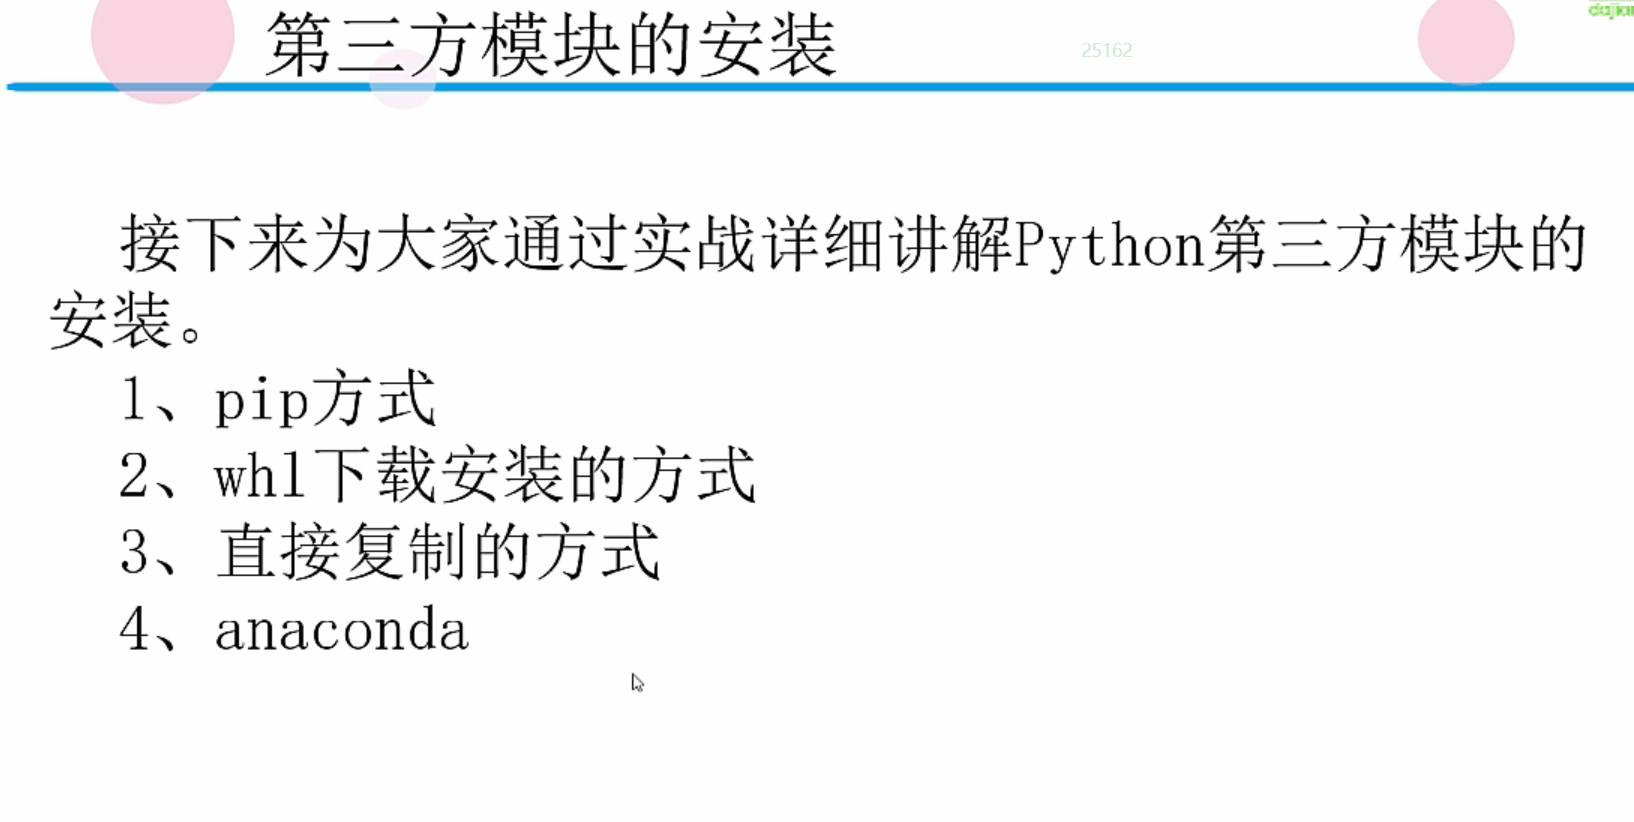 第三方模块的安装
25162
接下来为大家通过实战详细讲解Python第三方模块的
安装。
1、pip方式
2、whl下载安装的方式
3、直接复制的方式
4、anaconda